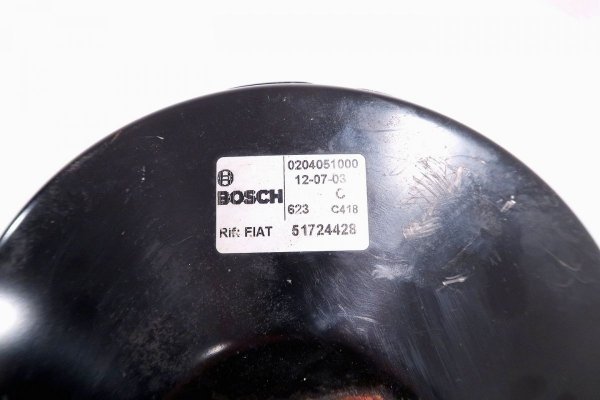 0204051000
12-07-03
BOSCH
C
623 C418
Rif: FIAT 51724428